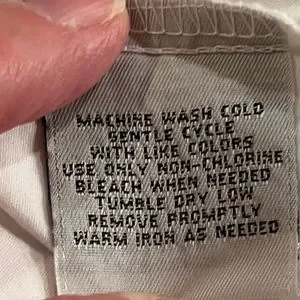 MACHINE WASH COLD
GENTLE CYCLE
WITH LIKE COLORS
USE ONLY NON-CHLORINE
BLEACH WHEN NEEDED
TUMBLE DRY LOW
REMOVE PROMPTLY
WARM IRON AS NEEDED